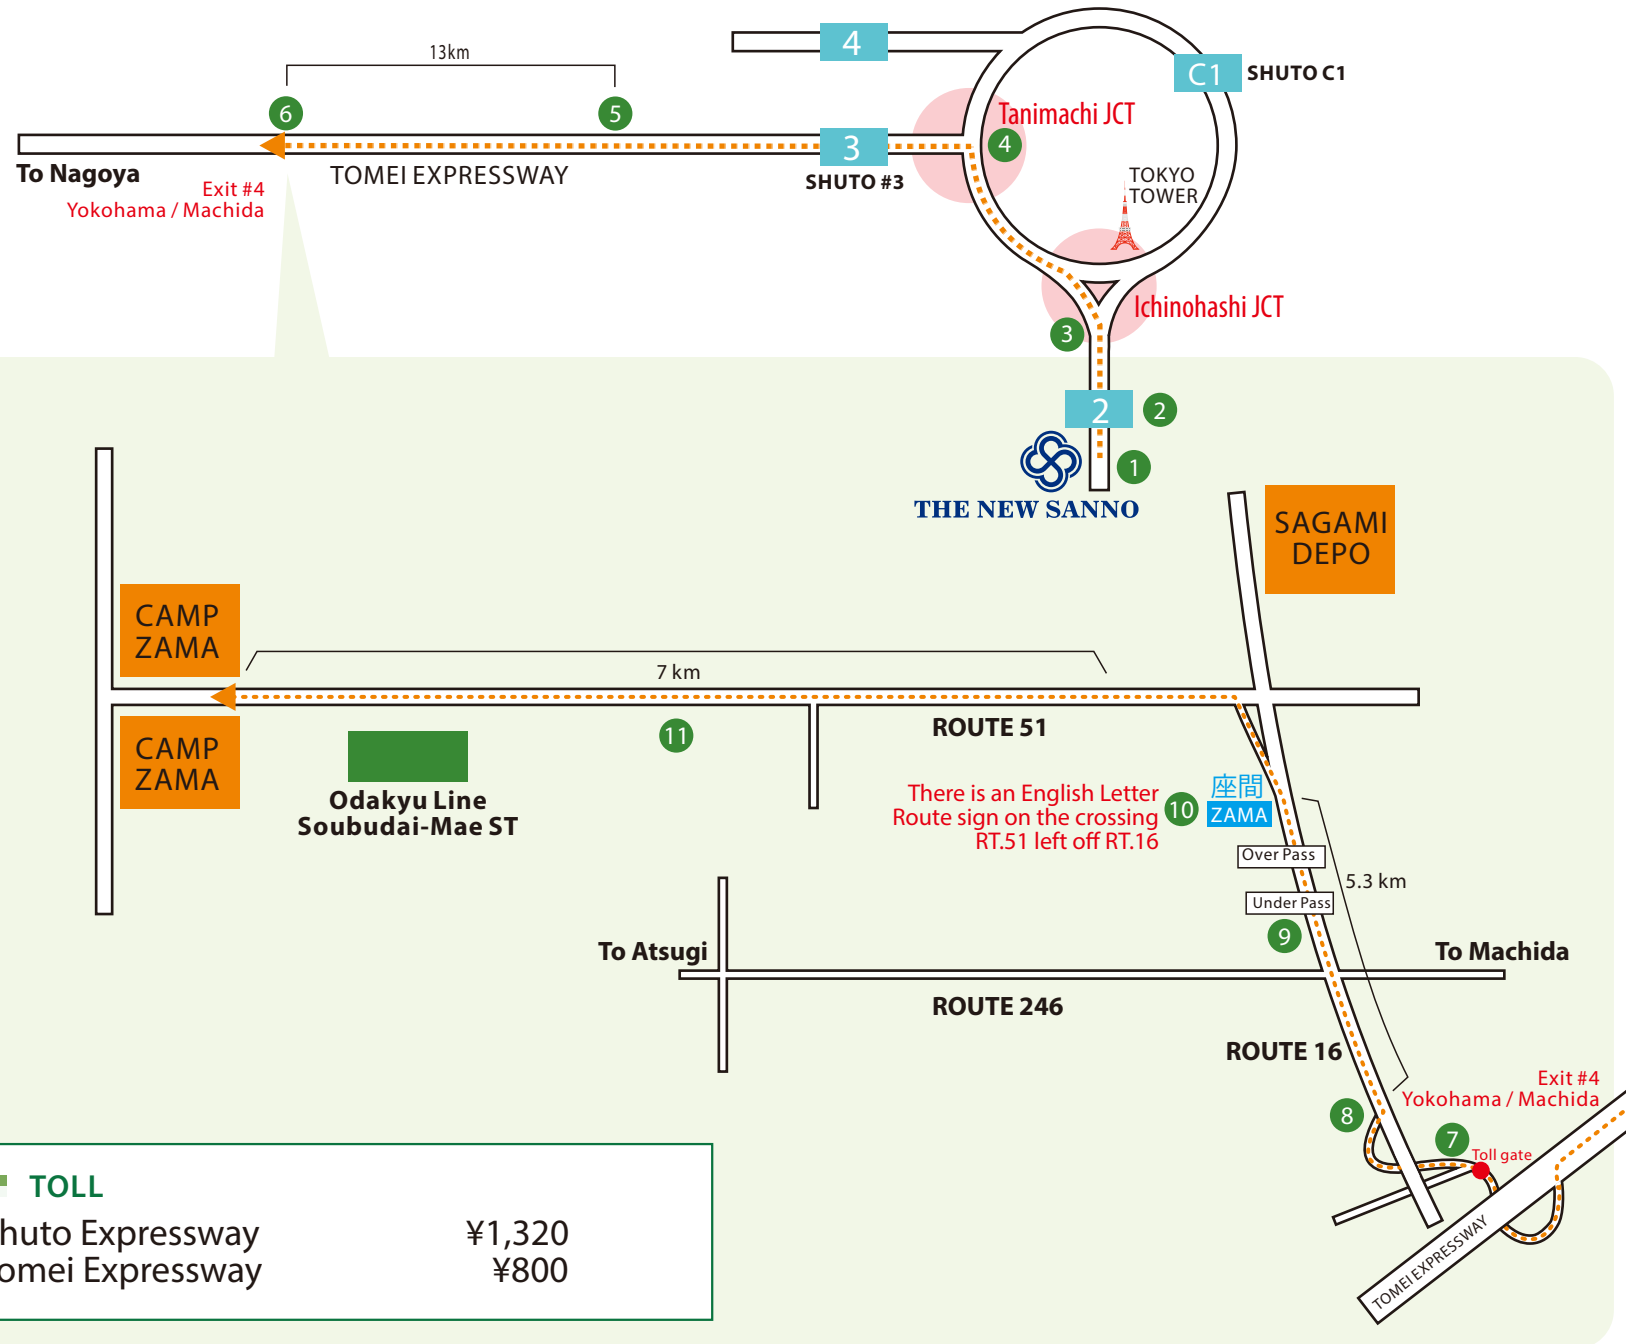 4
C1
SHUTO C1
13km
6
5
Tanimachi JCT
4
3
To Nagoya
TOMEI EXPRESSWAY
SHUTO #3
Exit #4
Yokohama / Machida
TOKYO
TOWER
Ichinohashi JCT
3
2
2
1
THE NEW SANNO
SAGAMI
DEPO
CAMP
ZAMA
7 km
CAMP
ZAMA
11
ROUTE 51
Odakyu Line
Soubudai-Mae ST
There is an English Letter
Route sign on the crossing
RT.51 left off RT.16
10
座間
ZAMA
Over Pass
5.3 km
Under Pass
9
To Atsugi
To Machida
ROUTE 246
ROUTE 16
Exit #4
Yokohama / Machida
8
7
Toll gate
TOMEI EXPRESSWAY
TOLL
huto Expressway ¥1,320
omei Expressway ¥800